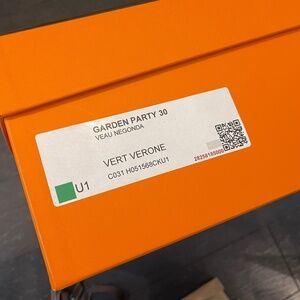 GARDEN PARTY 30
VEAU NEGONDA
VERT VERONE
U1
C031 H051568CKU1